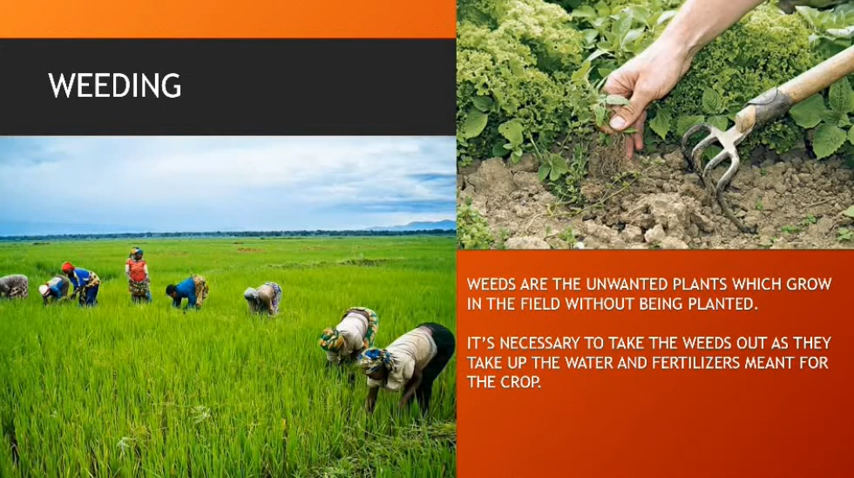 WEEDING
WEEDS ARE THE UNWANTED PLANTS WHICH GROW
IN THE FIELD WITHOUT BEING PLANTED.
IT'S NECESSARY TO TAKE THE WEEDS OUT AS THEY
TAKE UP THE WATER AND FERTILIZERS MEANT FOR
THE CROP.